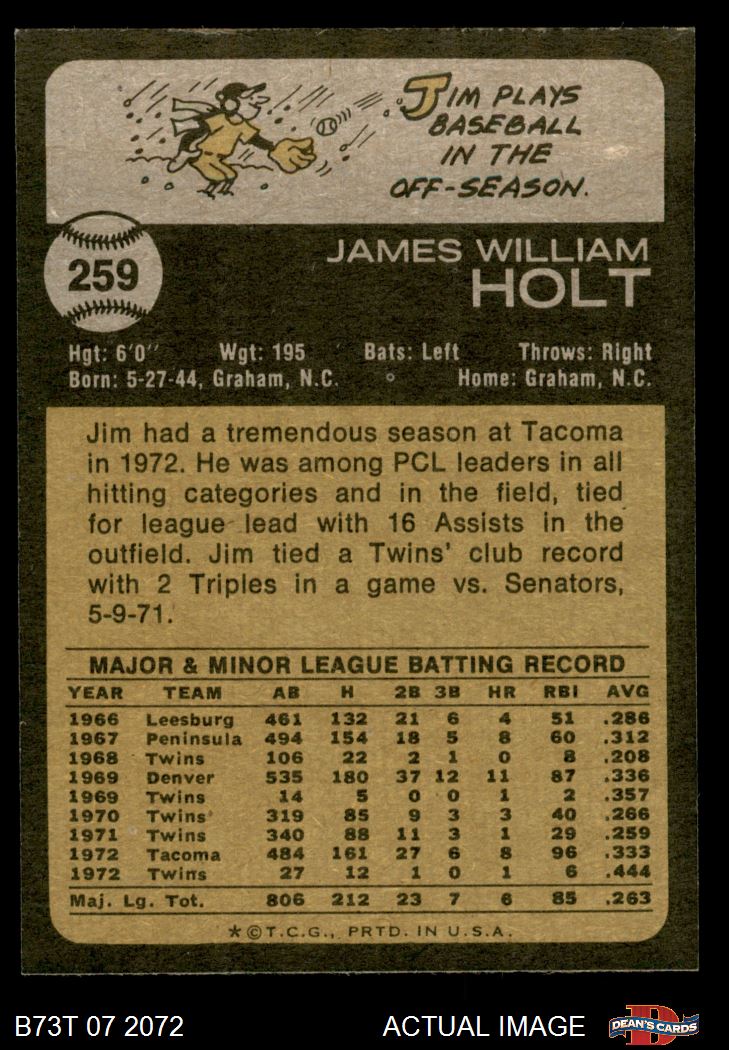 JIM PLAYS
BASEBALL
IN THE
OFF-SEASON.
259
JAMES WILLIAM
HOLT
Hgt: 6'0" Wgt: 195 Bats: Left Throws: Right
Born: 5-27-44, Graham, N.C. Home: Graham, N.C.
Jim had a tremendous season at Tacoma
in 1972. He was among PCL leaders in all
hitting categories and in the field, tied
for league lead with 16 Assists in the
outfield. Jim tied a Twins' club record
with 2 Triples in a game vs. Senators,
5-9-71.
MAJOR & MINOR LEAGUE BATTING RECORD
YEAR TEAM AB H 2B 3B HR RBI AVG
1966 Leesburg 461 132 21 6 4 51 .286
1967 Peninsula 494 154 18 5 8 60 .312
1968 Twins 106 22 2 1 0 8 .208
1969 Denver 535 180 37 12 11 87 .336
1969 Twins 14 5 0 0 1 2 .357
1970 Twins 319 85 9 3 3 40 .266
1971 Twins 340 88 11 3 1 29 .259
1972 Tacoma 484 161 27 6 8 96 .333
1972 Twins 27 12 1 0 1 6 .444
Maj. Lg. Tot. 806 212 23 7 6 85 .263
*©T.C.G., PRTD. IN U.S.A.
B73T 07 2072 ACTUAL IMAGE DEAN'S CARDS